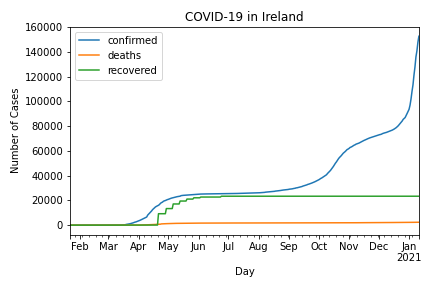 COVID-19 in Ireland
160000
140000
120000
100000
80000
60000
40000
20000
0
Number of Cases
confirmed
deaths
recovered
Feb Mar Apr May Jun Jul Aug Sep Oct Nov Dec Jan
2021
Day